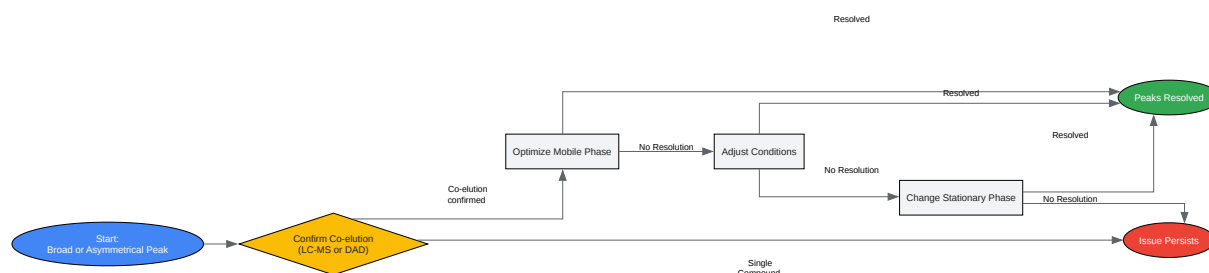 Resolved
Resolved
Peaks Resolved
Resolved
Optimize Mobile Phase
No Resolution
Adjust Conditions
No Resolution
Co-elution
confirmed
Change Stationary Phase
No Resolution
Start:
Broad or Asymmetrical Peak
Confirm Co-elution
(LC-MS or DAD)
Issue Persists
Single
Compound